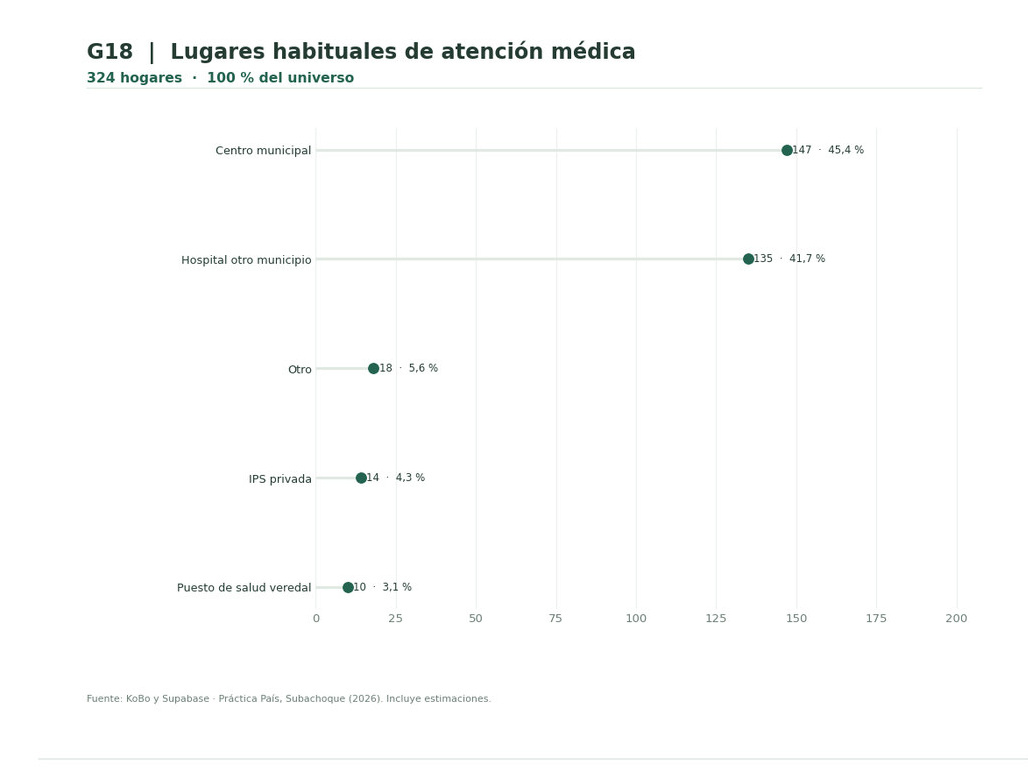 G18 | Lugares habituales de atención médica
324 hogares · 100 % del universo
Centro municipal 147 · 45,4 %
Hospital otro municipio 135 · 41,7 %
Otro 18 · 5,6 %
IPS privada 14 · 4,3 %
Puesto de salud veredal 10 · 3,1 %
0 25 50 75 100 125 150 175 200
Fuente: KoBo y Supabase · Práctica País, Subachoque (2026). Incluye estimaciones.